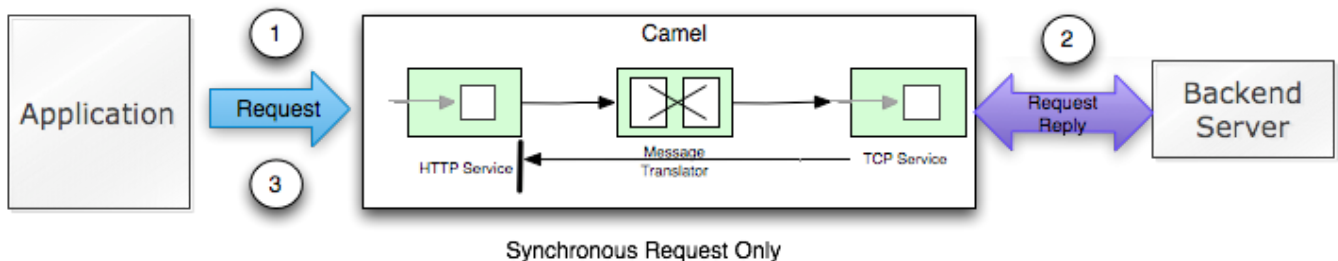 1
Camel
2
Application
Request
Request
Reply
Backend
Server
HTTP Service
Message
Translator
TCP Service
3
Synchronous Request Only